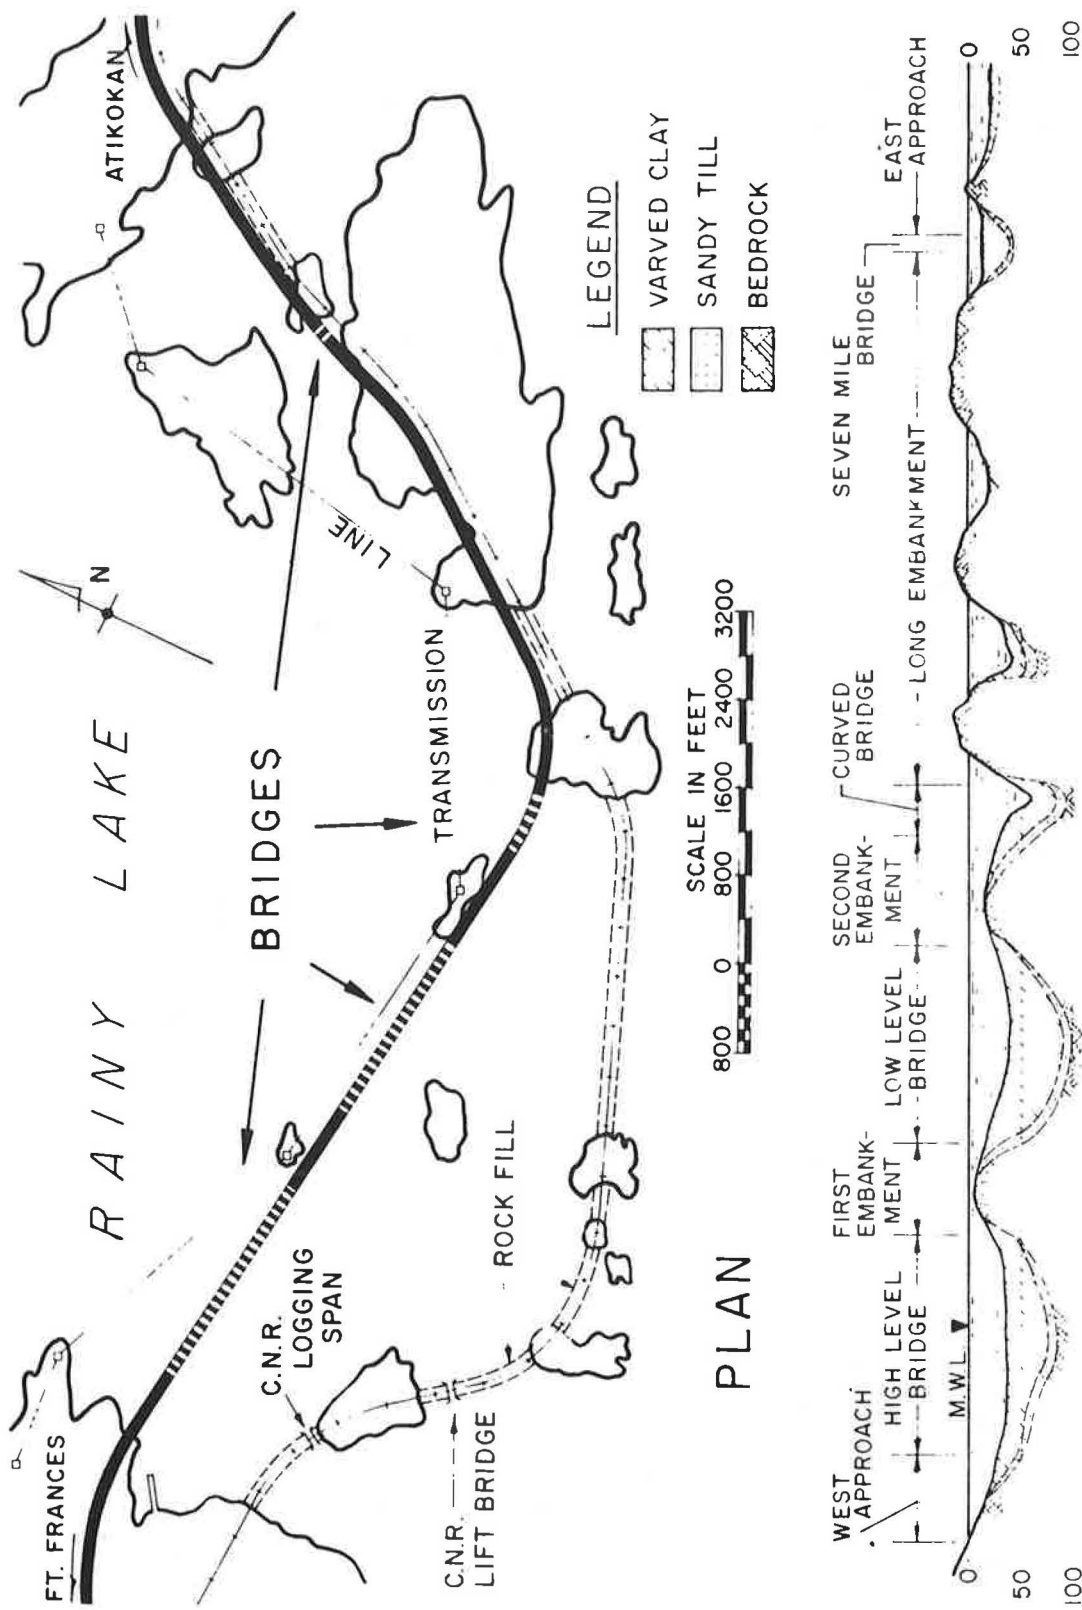 RAINY LAKE
FT. FRANCES
ATIKOKAN
N
BRIDGES
TRANSMISSION
LINE
C.N.R.
LOGGING
SPAN
C.N.R.
LIFT BRIDGE
ROCK FILL
LEGEND
VARVED CLAY
SANDY TILL
BEDROCK
PLAN
SCALE IN FEET
800 0 800 1600 2400 3200
WEST
APPROACH
HIGH LEVEL
BRIDGE
FIRST
EMBANK-
MENT
LOW LEVEL
BRIDGE
SECOND
EMBANK-
MENT
CURVED
BRIDGE
LONG EMBANKMENT
SEVEN MILE
BRIDGE
EAST
APPROACH
M.W.L.
0
50
100
0
50
100